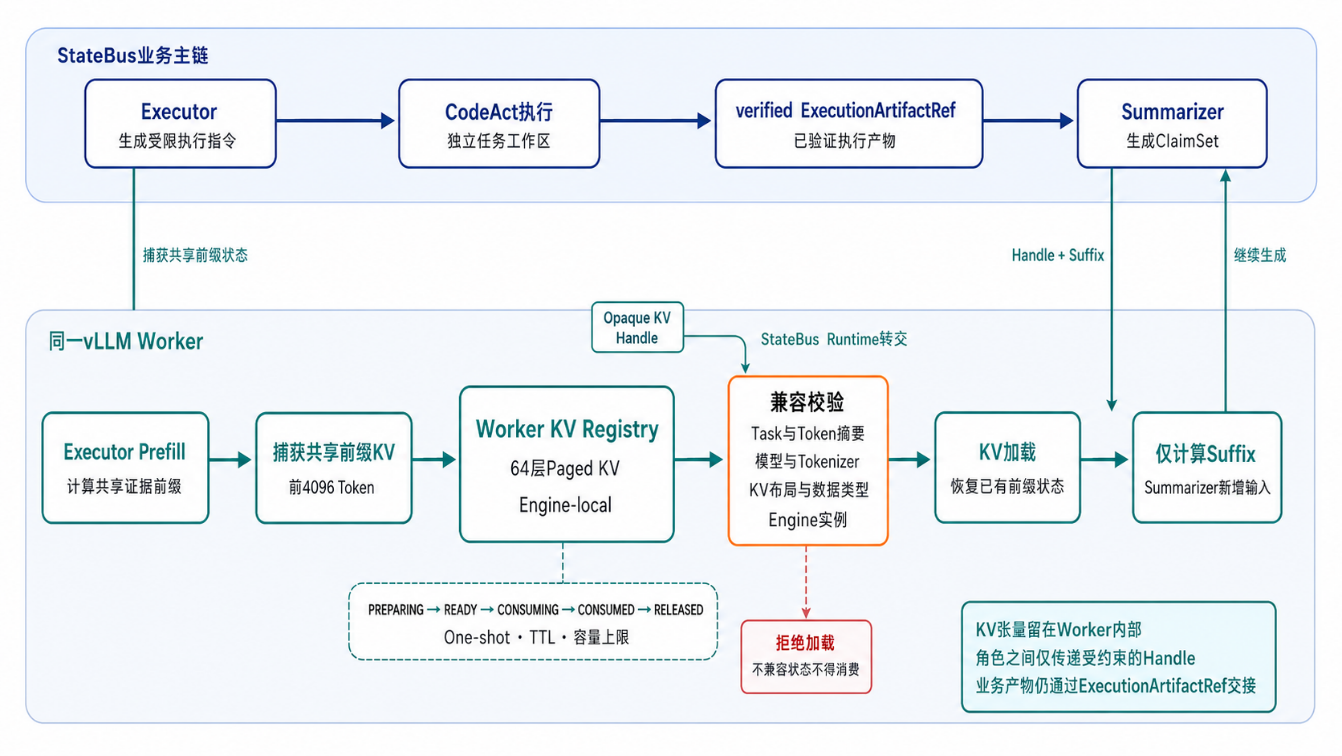 StateBus业务主链
Executor
生成受限执行指令
CodeAct执行
独立任务工作区
verified ExecutionArtifactRef
已验证执行产物
Summarizer
生成ClaimSet
捕获共享前缀状态
Handle + Suffix
继续生成
同一vLLM Worker
Opaque KV
Handle
StateBus Runtime转交
Executor Prefill
计算共享证据前缀
捕获共享前缀KV
前4096 Token
Worker KV Registry
64层Paged KV
Engine-local
兼容校验
Task与Token摘要
模型与Tokenizer
KV布局与数据类型
Engine实例
KV加载
恢复已有前缀状态
仅计算Suffix
Summarizer新增输入
PREPARING → READY → CONSUMING → CONSUMED → RELEASED
One-shot • TTL • 容量上限
拒绝加载
不兼容状态不得消费
KV张量留在Worker内部
角色之间仅传递受约束的Handle
业务产物仍通过ExecutionArtifactRef交接